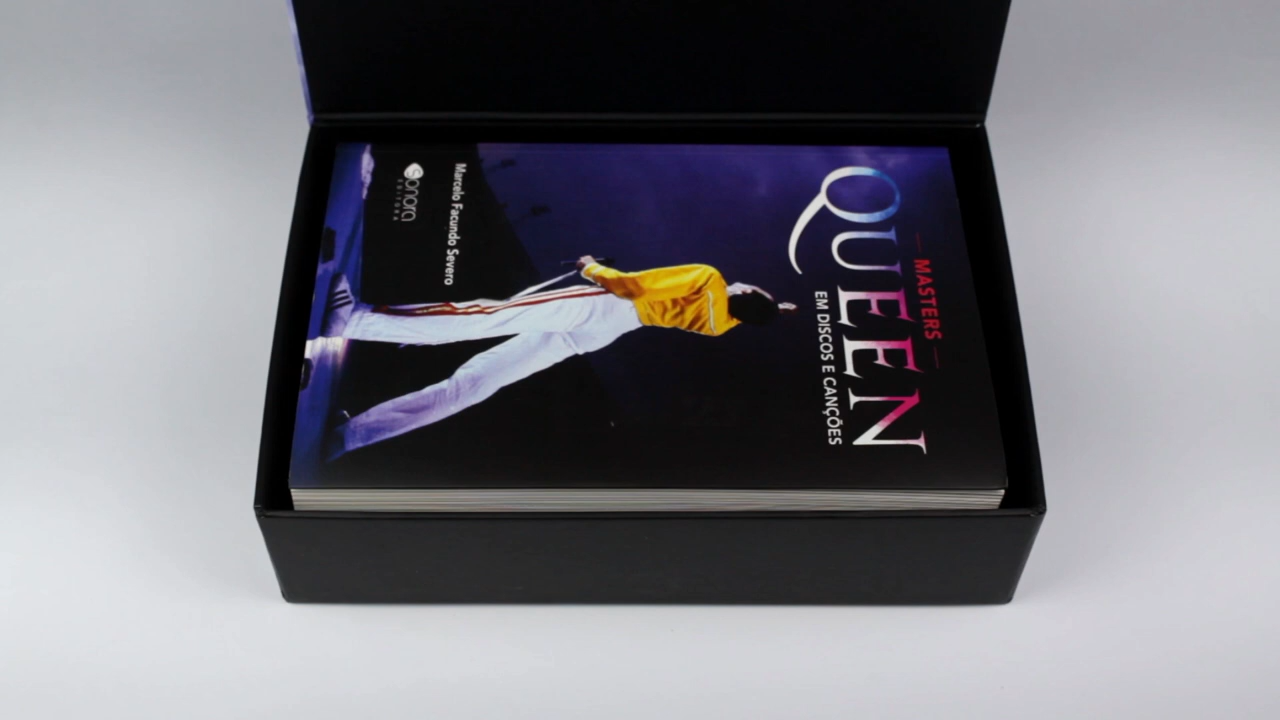 MASTERS
QUEEN
EM DISCOS E CANÇÕES
Marcelo Facundo Severo
Sonora
EDITORA